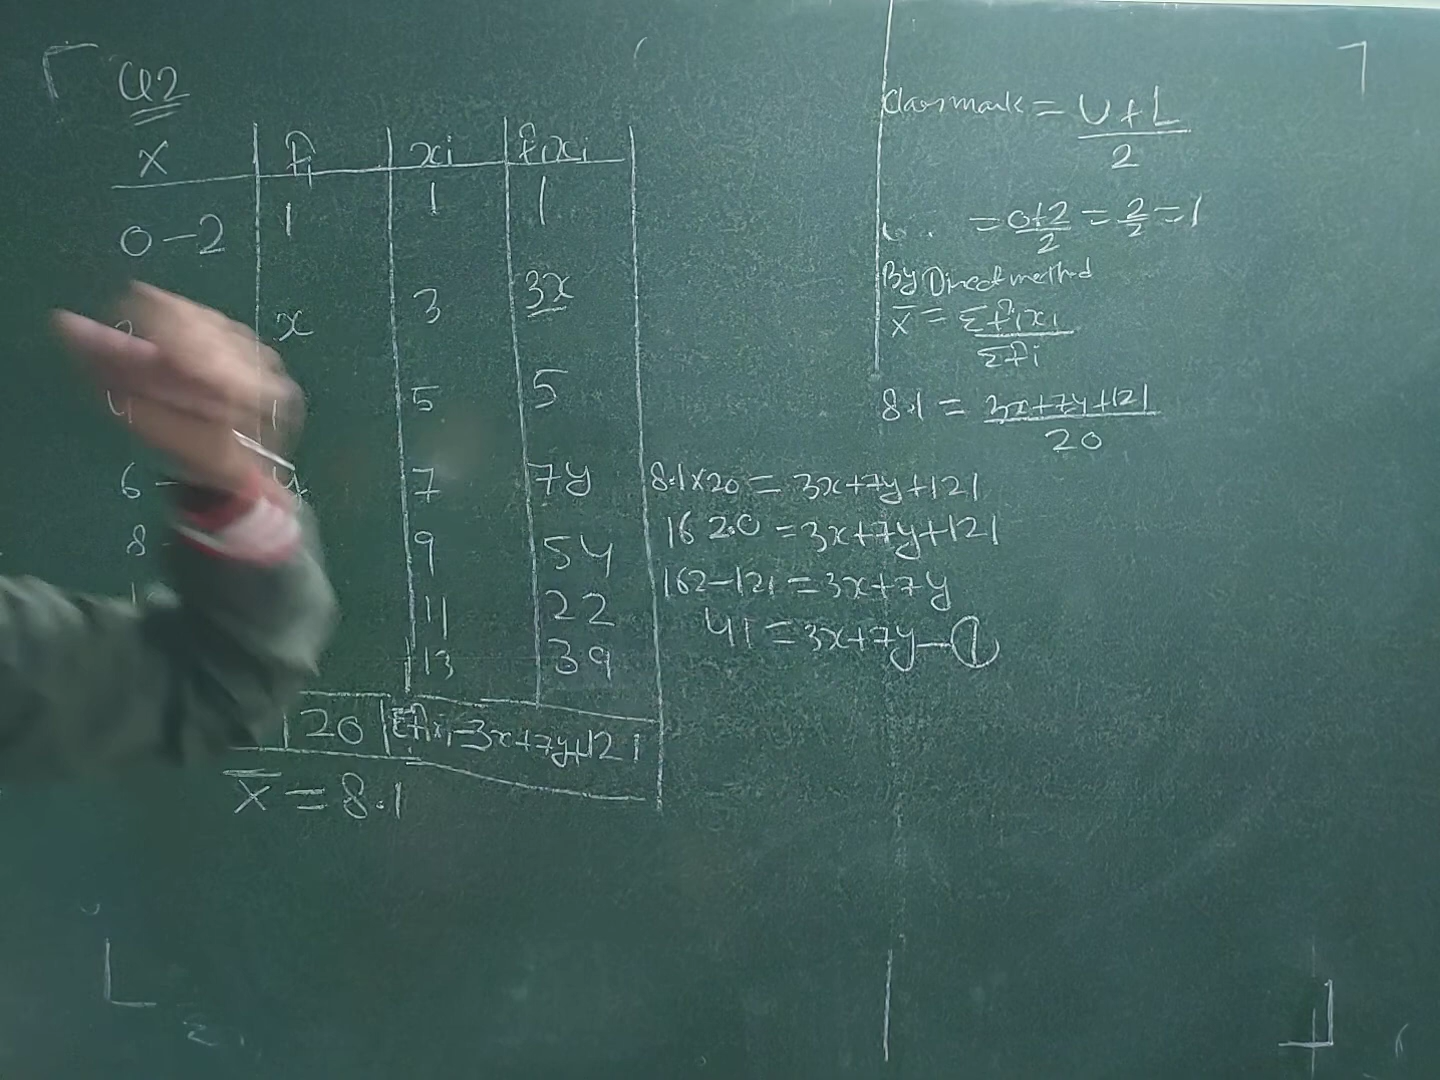 Q2
x fi xi fixi
0-2 1 1 1
x 3 3x
4 1 5 5
6- y 7 7y
8- 9 54
11 22
13 39
20 Σfixi=3x+7y+121
x̄ = 8.1
Class mark = U+L/2
= 0+2/2 = 2/2 = 1
By Direct method
x̄ = Σfixi/Σfi
8.1 = 3x+7y+121/20
8.1x20 = 3x+7y+121
162.0 = 3x+7y+121
162-121 = 3x+7y
41 = 3x+7y-①